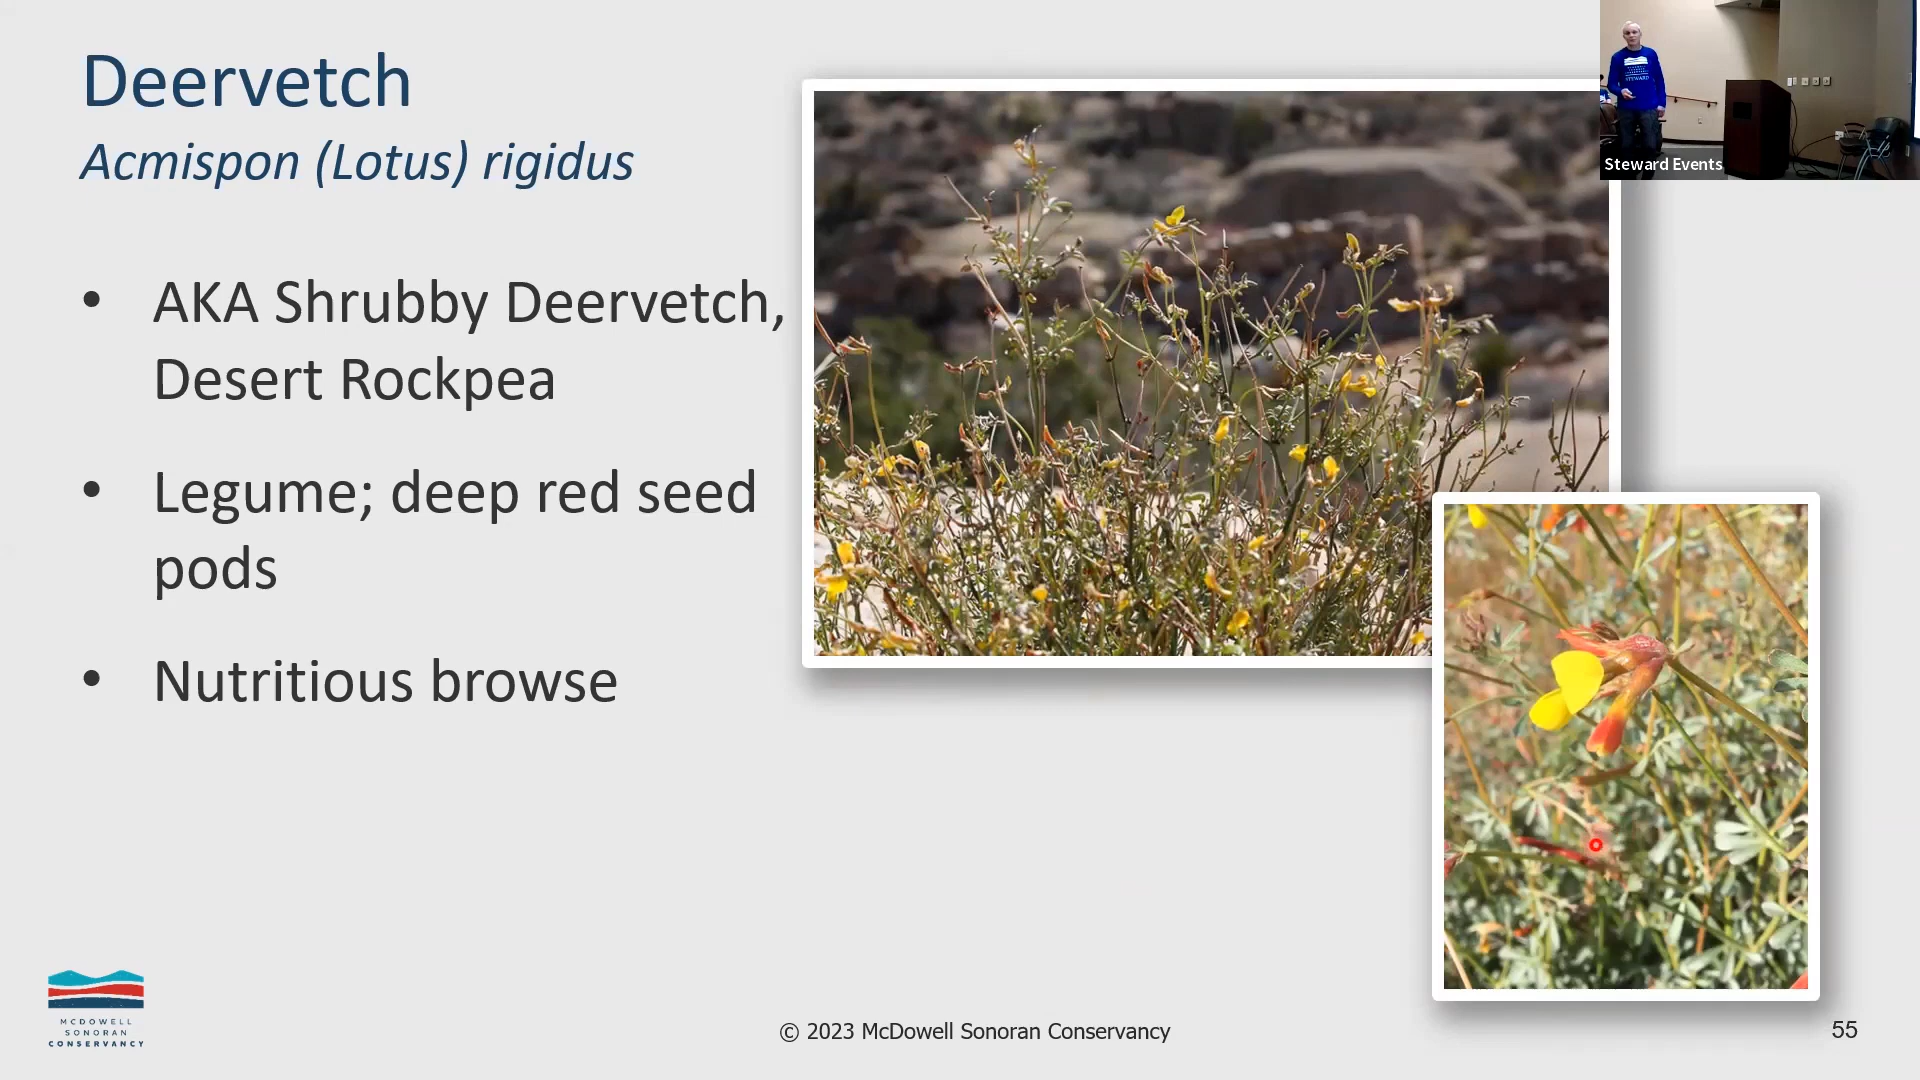 Deervetch
Acmispon (Lotus) rigidus
• AKA Shrubby Deervetch,
Desert Rockpea
• Legume; deep red seed
pods
• Nutritious browse
STEWARD
Steward Events
MCDOWELL
SONORAN
CONSERVANCY
© 2023 McDowell Sonoran Conservancy
55